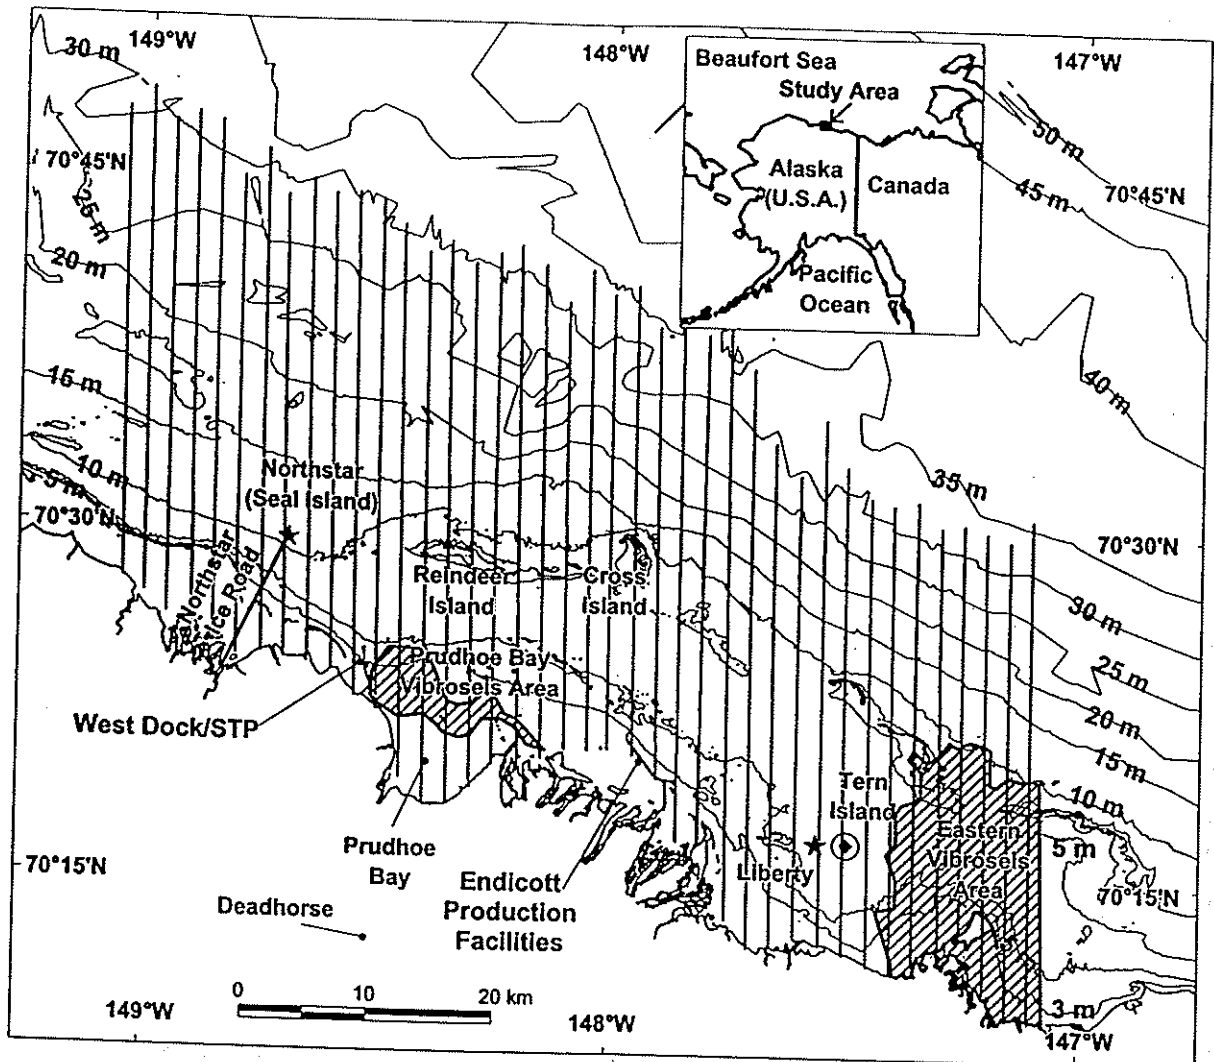 149°W
148°W
147°W
30 m
Beaufort Sea
Study Area
50 m
70°45'N
Alaska
(U.S.A.)
Canada
45 m
70°45'N
25 m
20 m
Pacific
Ocean
15 m
40 m
10 m
5 m
Northstar
(Seal Island)
35 m
70°30'N
70°30'N
Northstar
Ice Road
Reindeer
Island
Cross
Island
30 m
Prudhoe Bay
Vibroseis Area
25 m
West Dock/STP
20 m
15 m
Tern
Island
10 m
Prudhoe
Bay
Eastern
Vibroseis
Area
5 m
70°15'N
Liberty
Endicott
Production
Facilities
70°15'N
Deadhorse
0 10 20 km
149°W
148°W
3 m
147°W